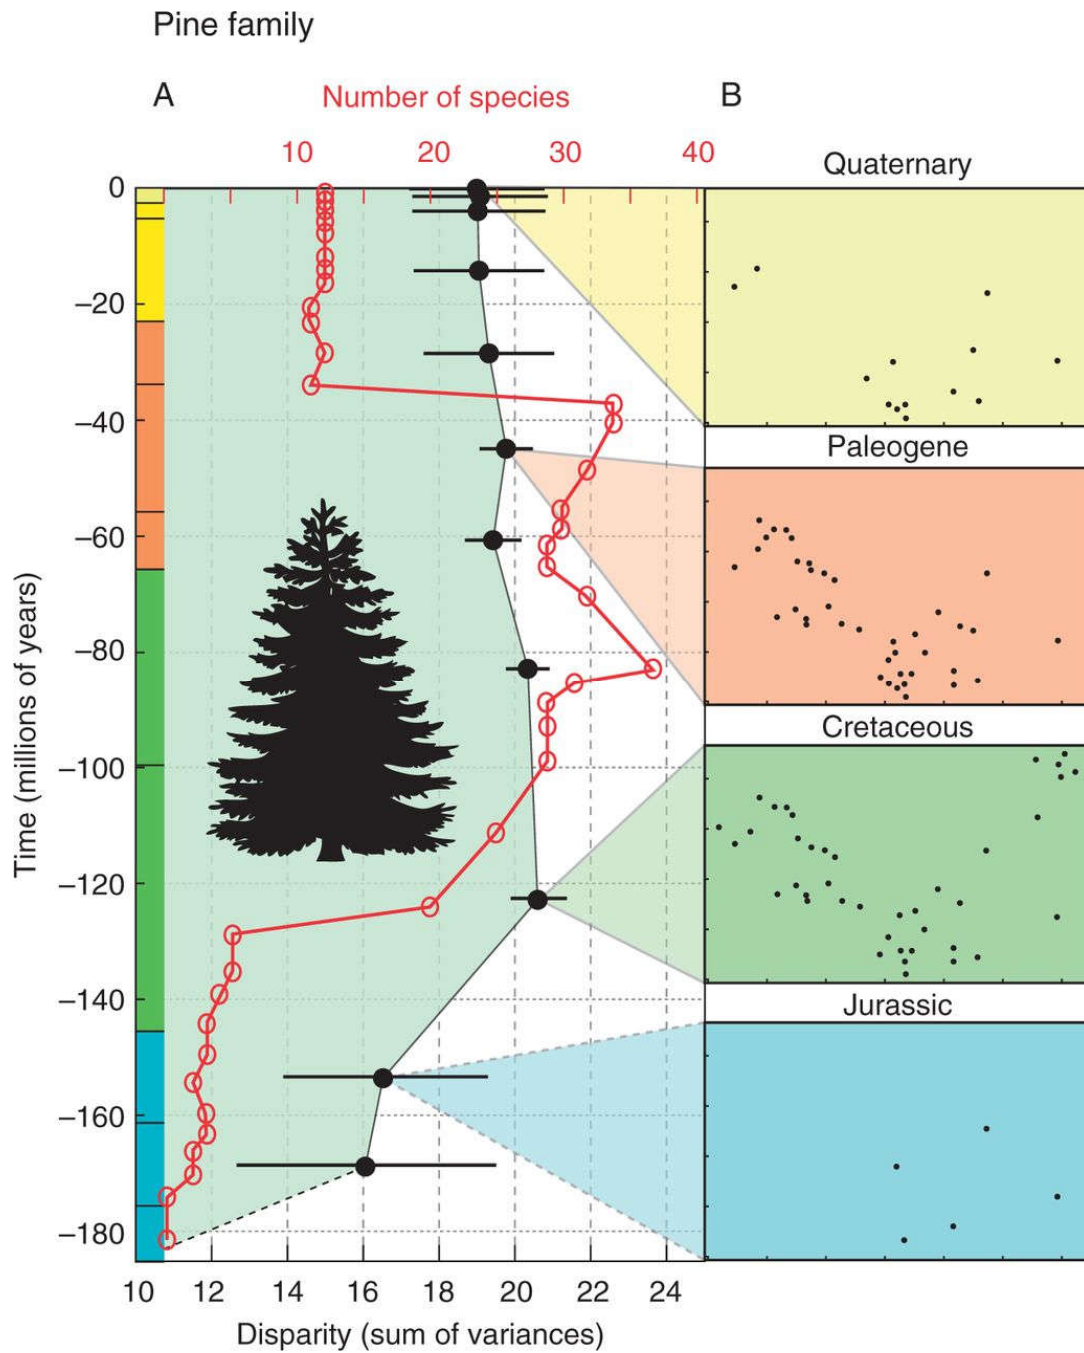 Pine family
A
Number of species
B
10
20
30
40
Quaternary
0
−20
−40
Paleogene
−60
−80
Cretaceous
−100
−120
−140
Jurassic
−160
−180
Time (millions of years)
10
12
14
16
18
20
22
24
Disparity (sum of variances)